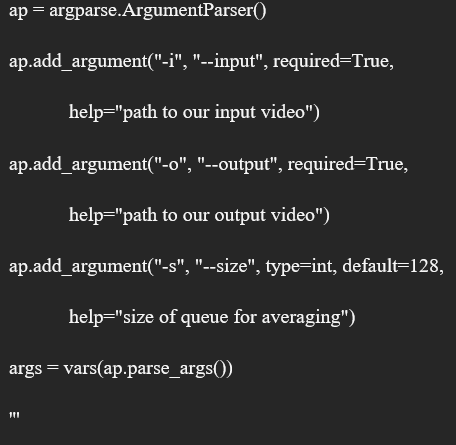 ap = argparse.ArgumentParser()
ap.add_argument("-i", "--input", required=True,
help="path to our input video")
ap.add_argument("-o", "--output", required=True,
help="path to our output video")
ap.add_argument("-s", "--size", type=int, default=128,
help="size of queue for averaging")
args = vars(ap.parse_args())
'''